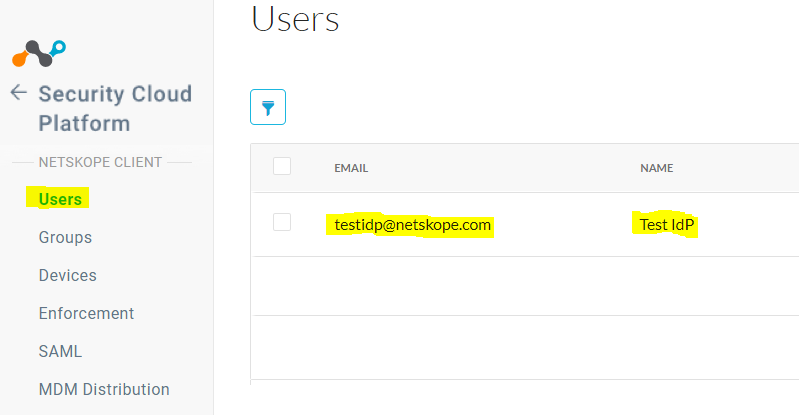 Users
Security Cloud
Platform
NETSKOPE CLIENT
Users
Groups
Devices
Enforcement
SAML
MDM Distribution
EMAIL NAME
testidp@netskope.com Test IdP